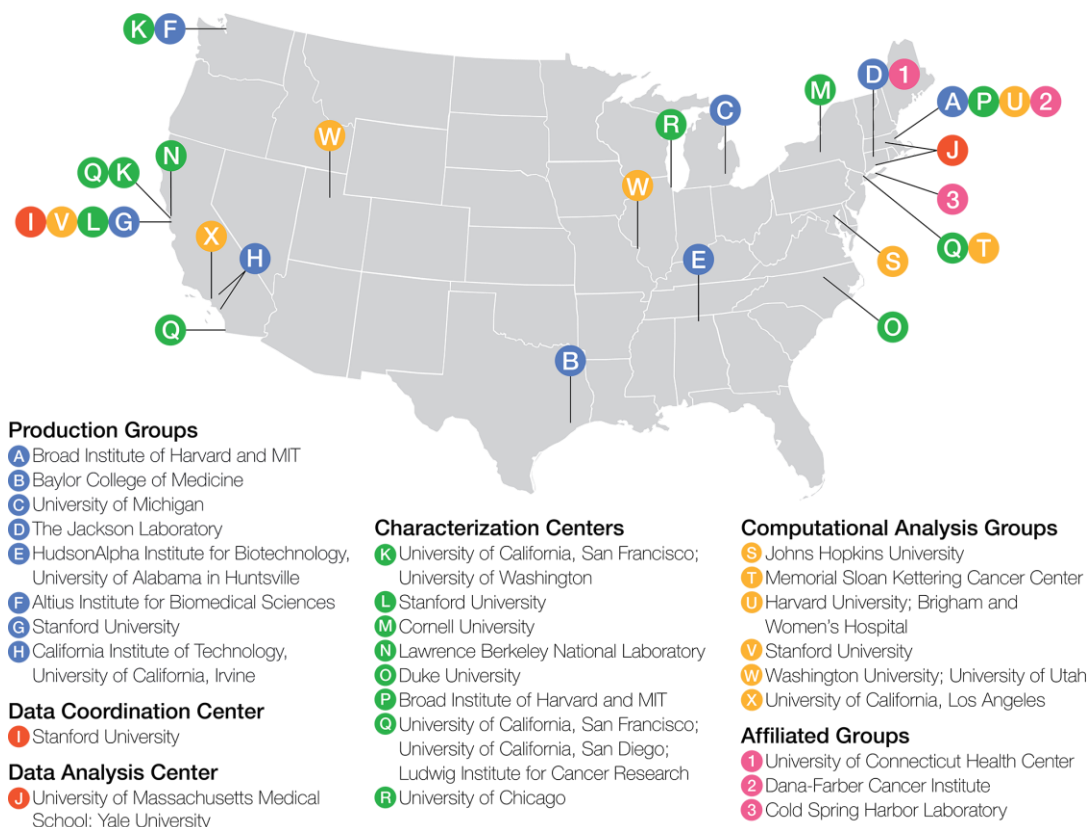 K F
D 1
M
C
A P U 2
R
W
N
J
Q K
W
3
I V L G
X
H
E
S
Q T
O
Q
B
Production Groups
A Broad Institute of Harvard and MIT
B Baylor College of Medicine
C University of Michigan
D The Jackson Laboratory
E HudsonAlpha Institute for Biotechnology,
University of Alabama in Huntsville
F Altius Institute for Biomedical Sciences
G Stanford University
H California Institute of Technology,
University of California, Irvine
Data Coordination Center
I Stanford University
Data Analysis Center
J University of Massachusetts Medical
School; Yale University
Characterization Centers
K University of California, San Francisco;
University of Washington
L Stanford University
M Cornell University
N Lawrence Berkeley National Laboratory
O Duke University
P Broad Institute of Harvard and MIT
Q University of California, San Francisco;
University of California, San Diego;
Ludwig Institute for Cancer Research
R University of Chicago
Computational Analysis Groups
S Johns Hopkins University
T Memorial Sloan Kettering Cancer Center
U Harvard University; Brigham and
Women's Hospital
V Stanford University
W Washington University; University of Utah
X University of California, Los Angeles
Affiliated Groups
1 University of Connecticut Health Center
2 Dana-Farber Cancer Institute
3 Cold Spring Harbor Laboratory